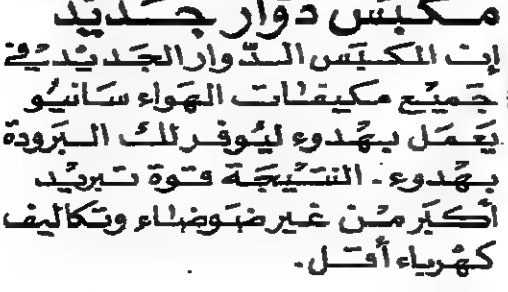 مكبس دوار جديد
إن المكبس الدوار الجديد في
جميع مكيفات الهواء سانيو
يعمل بهدوء ليوفر لك البرودة
بهدوء. النتيجة قوة تبريد
أكبر من غير ضوضاء وتكاليف
كهرباء أقل.